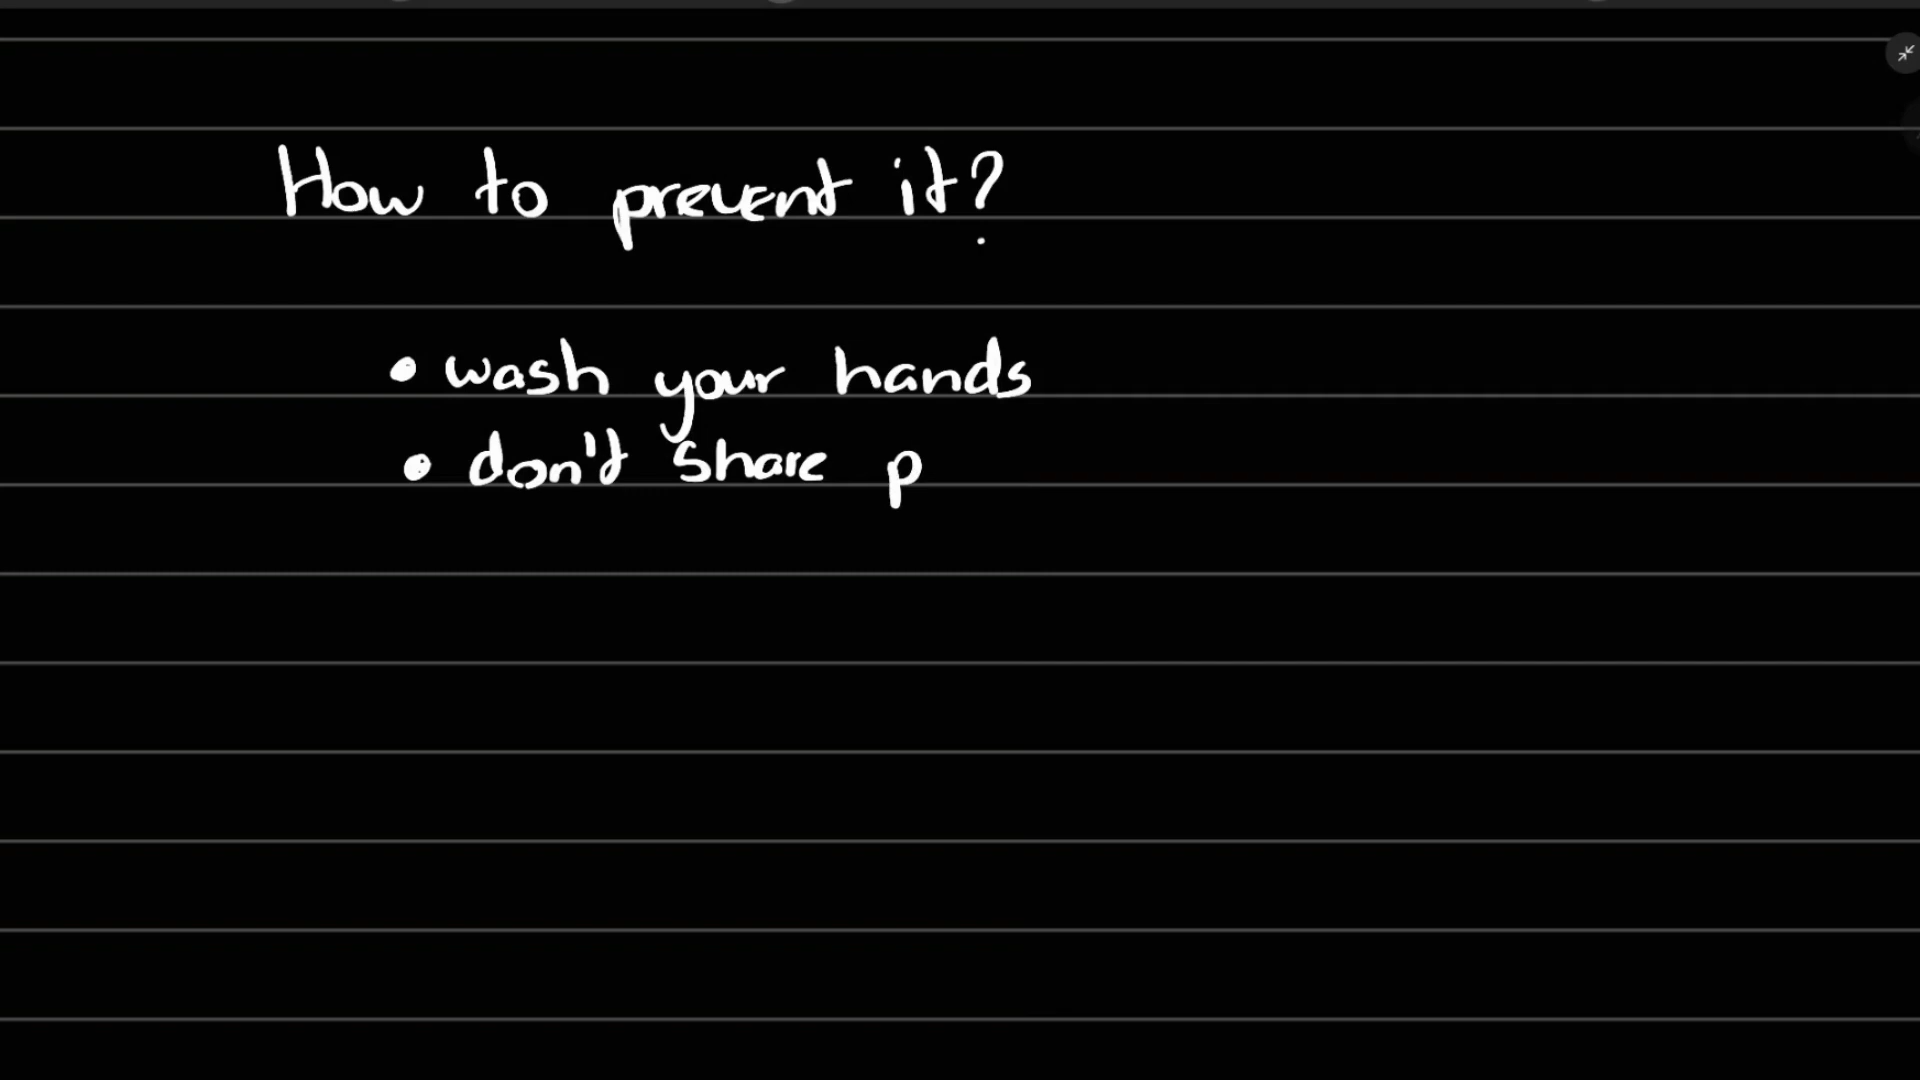 How to prevent it?
• wash your hands
• don't share p